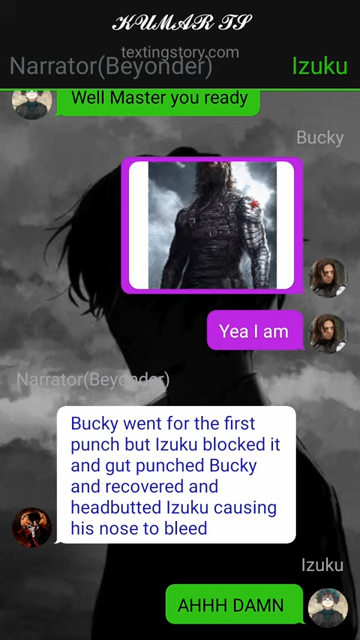 KUMAR TS
textingstory.com
Narrator(Beyonder) Izuku
Well Master you ready
Bucky
Yea I am
Narrator(Beyonder)
Bucky went for the first
punch but Izuku blocked it
and gut punched Bucky
and recovered and
headbutted Izuku causing
his nose to bleed
Izuku
AHHH DAMN